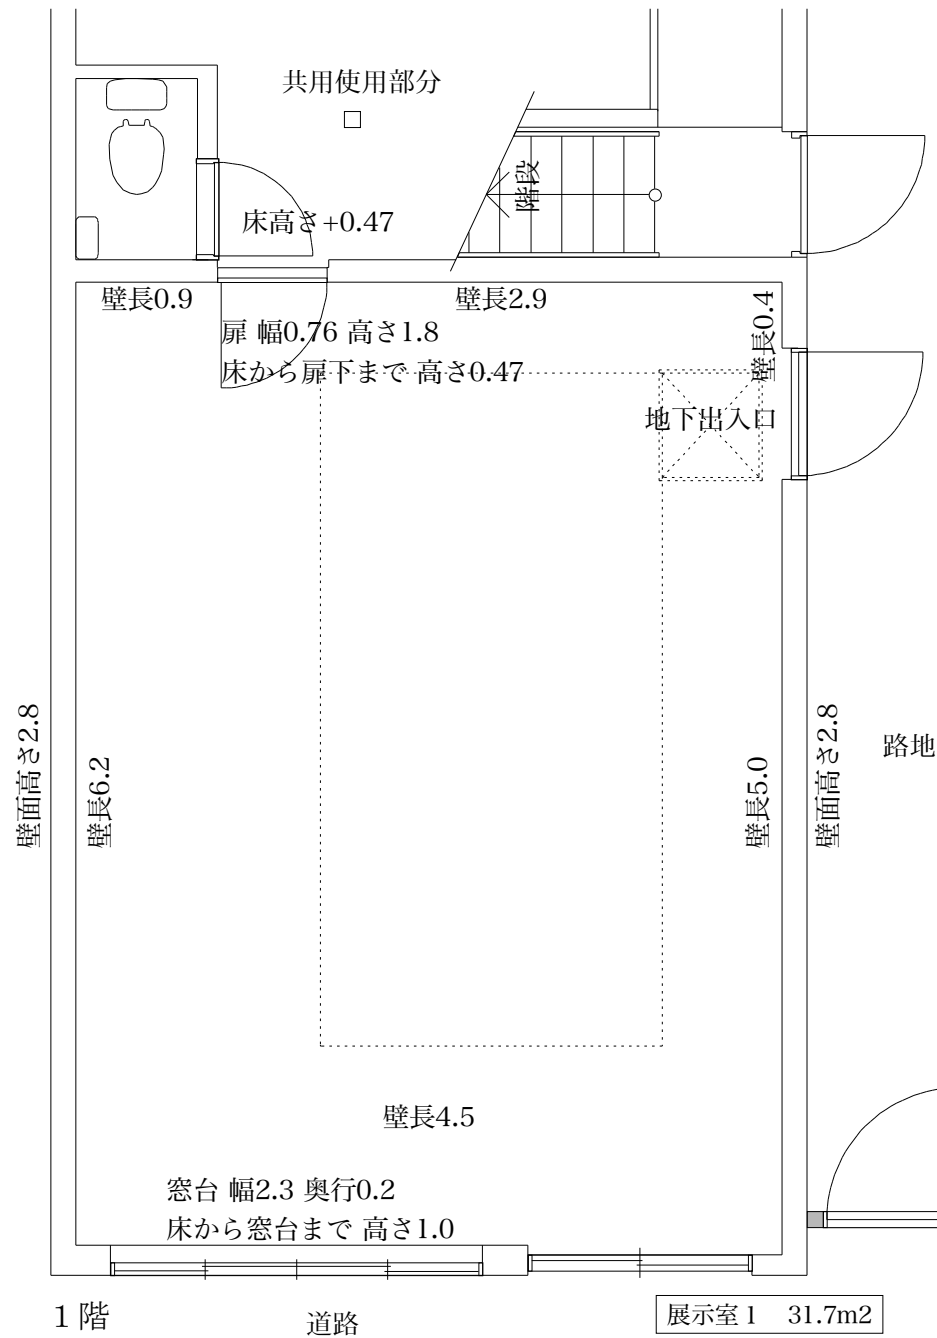 共用使用部分
階段
床高さ+0.47
壁長0.9
壁長2.9
壁長0.4
扉 幅0.76 高さ1.8
床から扉下まで 高さ0.47
地下出入口
壁面高さ2.8
壁長6.2
壁長5.0
壁面高さ2.8
路地
壁長4.5
窓台 幅2.3 奥行0.2
床から窓台まで 高さ1.0
1階
道路
展示室1 31.7m2